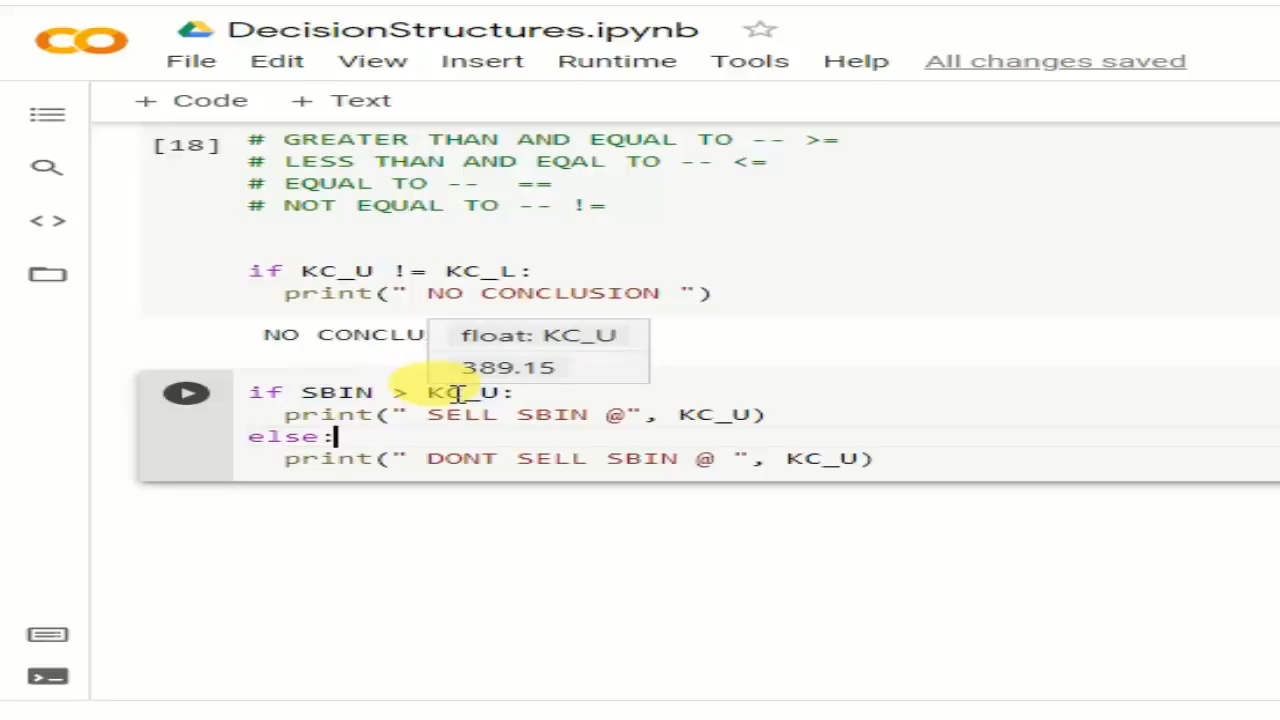 DecisionStructures.ipynb
File Edit View Insert Runtime Tools Help All changes saved
+ Code + Text
[18] # GREATER THAN AND EQUAL TO -- >=
# LESS THAN AND EQAL TO -- <=
# EQUAL TO -- ==
# NOT EQUAL TO -- !=
if KC_U != KC_L:
print(" NO CONCLUSION ")
NO CONCLU
float: KC_U
389.15
if SBIN > KC_U:
print(" SELL SBIN @", KC_U)
else:
print(" DONT SELL SBIN @ ", KC_U)